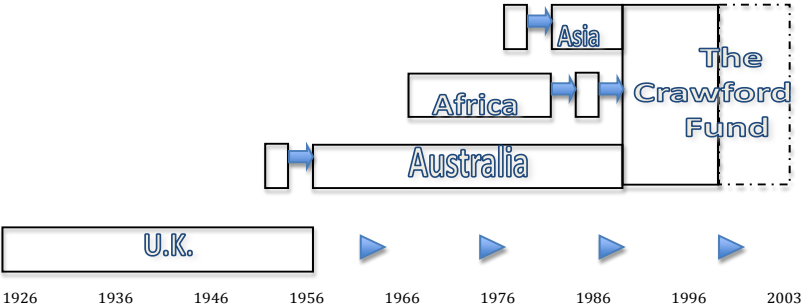 Asia
The
Crawford
Fund
Africa
Australia
U.K.
1926 1936 1946 1956 1966 1976 1986 1996 2003